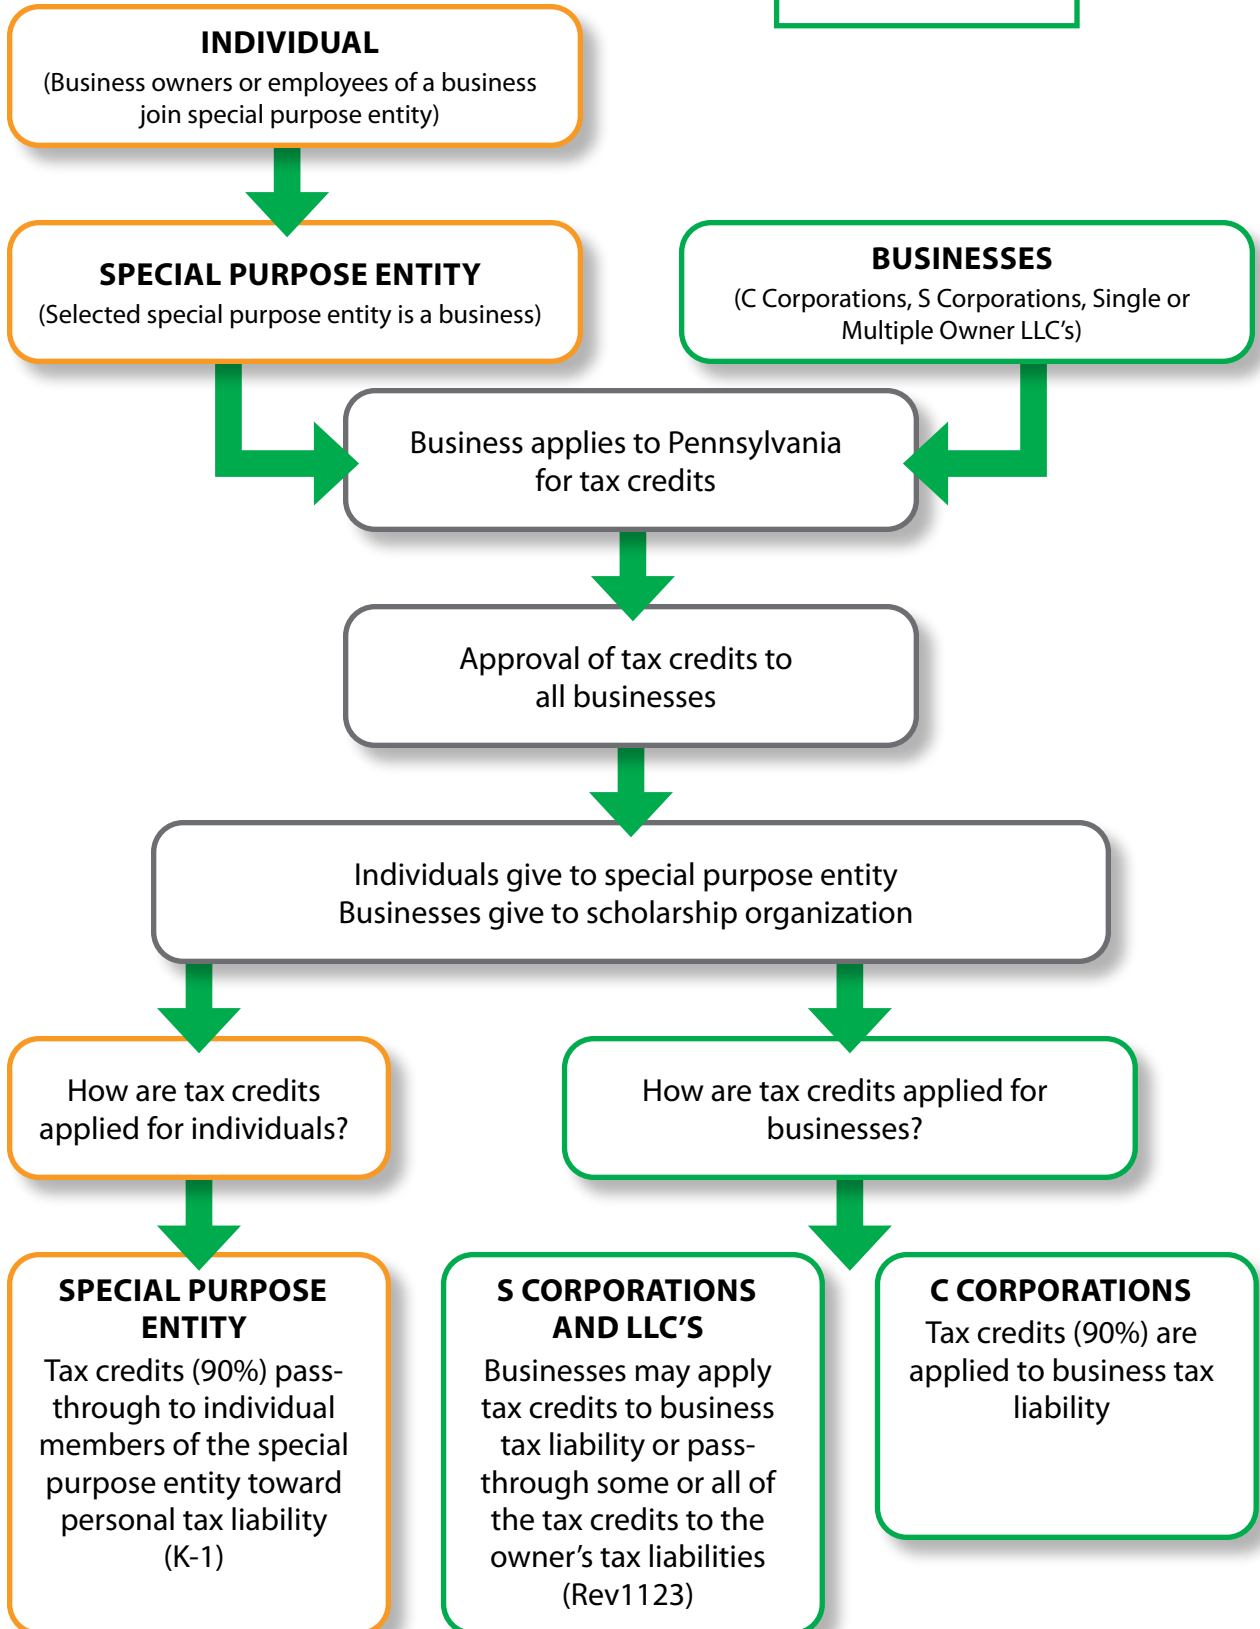 INDIVIDUAL
(Business owners or employees of a business
join special purpose entity)
SPECIAL PURPOSE ENTITY
(Selected special purpose entity is a business)
BUSINESSES
(C Corporations, S Corporations, Single or
Multiple Owner LLC's)
Business applies to Pennsylvania
for tax credits
Approval of tax credits to
all businesses
Individuals give to special purpose entity
Businesses give to scholarship organization
How are tax credits
applied for individuals?
How are tax credits applied for
businesses?
SPECIAL PURPOSE
ENTITY
Tax credits (90%) pass-
through to individual
members of the special
purpose entity toward
personal tax liability
(K-1)
S CORPORATIONS
AND LLC'S
Businesses may apply
tax credits to business
tax liability or pass-
through some or all of
the tax credits to the
owner's tax liabilities
(Rev1123)
C CORPORATIONS
Tax credits (90%) are
applied to business tax
liability